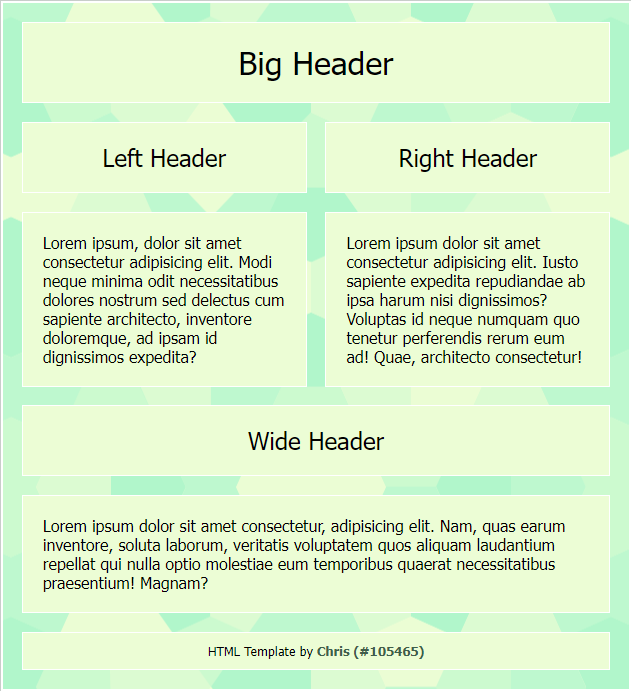 Big Header
Left Header
Right Header
Lorem ipsum, dolor sit amet
consectetur adipisicing elit. Modi
neque minima odit necessitatibus
dolores nostrum sed delectus cum
sapiente architecto, inventore
doloremque, ad ipsam id
dignissimos expedita?
Lorem ipsum dolor sit amet
consectetur adipisicing elit. Iusto
sapiente expedita repudiandae ab
ipsa harum nisi dignissimos?
Voluptas id neque numquam quo
tenetur perferendis rerum eum
ad! Quae, architecto consectetur!
Wide Header
Lorem ipsum dolor sit amet consectetur, adipisicing elit. Nam, quas earum
inventore, soluta laborum, veritatis voluptatem quos aliquam laudantium
repellat qui nulla optio molestiae eum temporibus quaerat necessitatibus
praesentium! Magnam?
HTML Template by Chris (#105465)